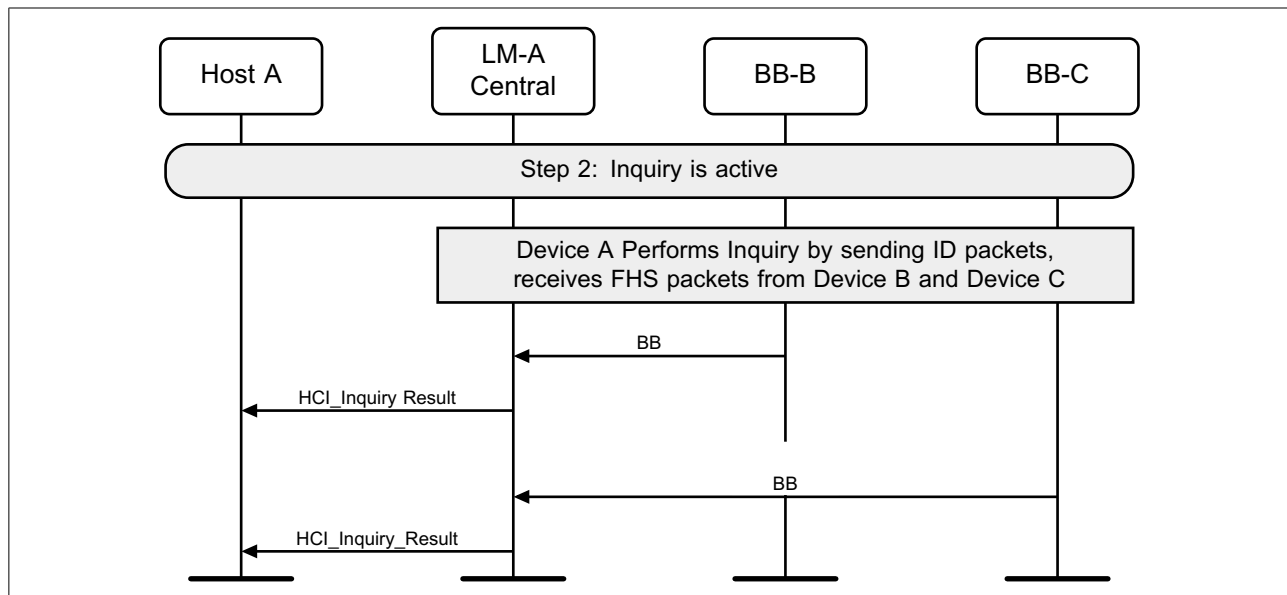 Host A
LM-A
Central
BB-B
BB-C
Step 2: Inquiry is active
Device A Performs Inquiry by sending ID packets,
receives FHS packets from Device B and Device C
BB
HCI_Inquiry Result
BB
HCI_Inquiry_Result